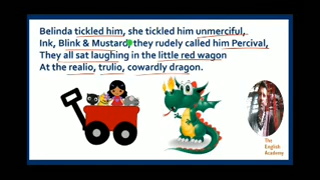 Belinda tickled him, she tickled him unmerciful,
Ink, Blink & Mustard, they rudely called him Percival,
They all sat laughing in the little red wagon
At the realio, trulio, cowardly dragon.
The
English
Academy